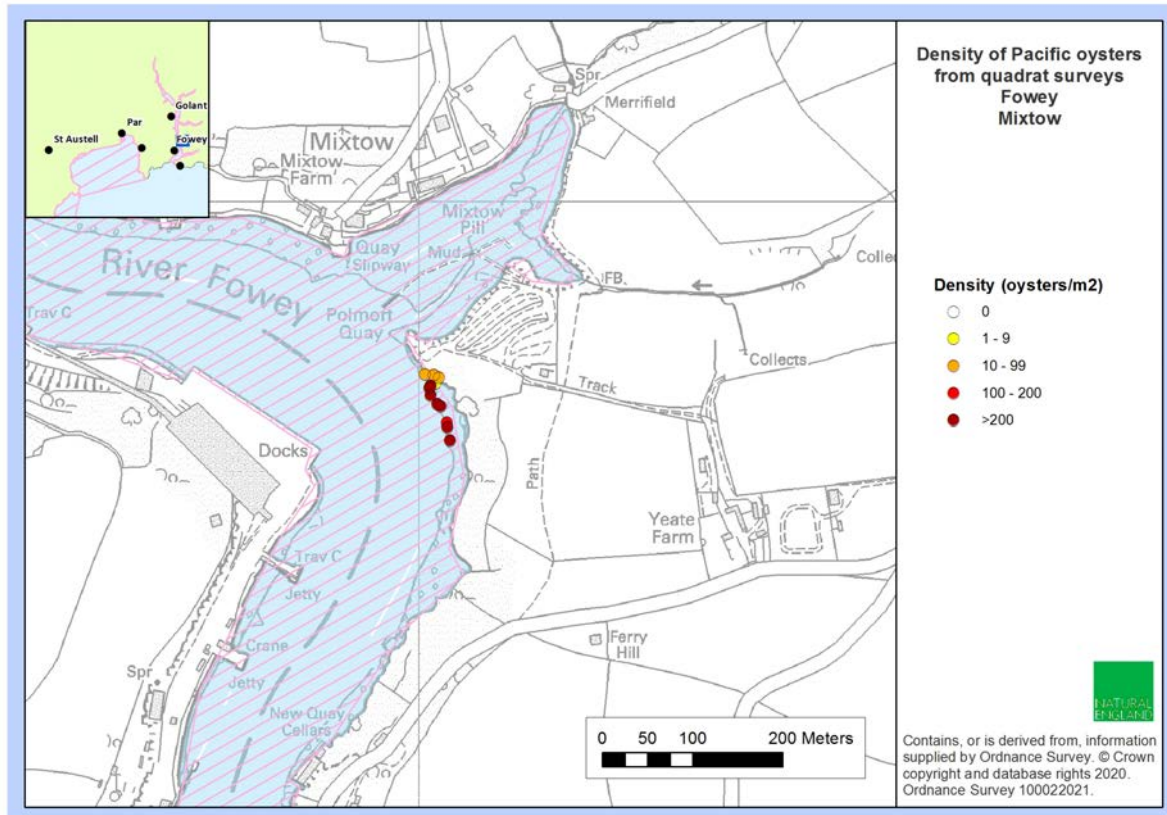 Density of Pacific oysters
from quadrat surveys
Fowey
Mixtow
Golant
Par
St Austell
Fowey
Spr
Merrifield
Mixtow
Mixtow
Farm
Mixtow
Pill
Mud
Quay
Slipway
River Fowey
FB
Trav C
Polmort
Quay
Collects
Track
Docks
Path
Yeate
Farm
Trav C
Jetty
Crane
Jetty
Spr
Ferry
Hill
New Quay
Cellars
0 50 100 200 Meters
Density (oysters/m2)
0
1 - 9
10 - 99
100 - 200
>200
NATURAL
ENGLAND
Contains, or is derived from, information
supplied by Ordnance Survey. © Crown
copyright and database rights 2020.
Ordnance Survey 100022021.